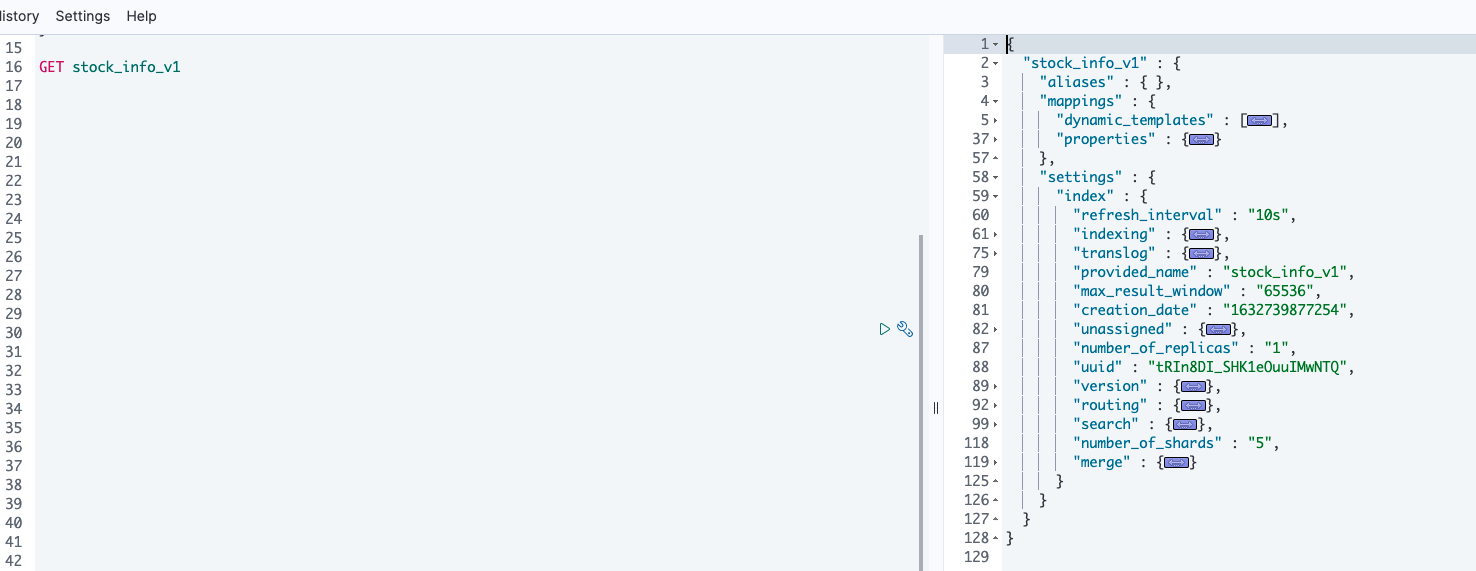 istory Settings Help
15
16 GET stock_info_v1
17
18
19
20
21
22
23
24
25
26
27
28
29
30
31
32
33
34
35
36
37
38
39
40
41
42
1 {
2 "stock_info_v1" : {
3 "aliases" : { },
4 "mappings" : {
5 "dynamic_templates" : [],
37 "properties" : {}
57 },
58 "settings" : {
59 "index" : {
60 "refresh_interval" : "10s",
61 "indexing" : {},
75 "translog" : {},
79 "provided_name" : "stock_info_v1",
80 "max_result_window" : "65536",
81 "creation_date" : "1632739877254",
82 "unassigned" : {},
87 "number_of_replicas" : "1",
88 "uuid" : "tRIn8DI_SHK1eOuuIMwNTQ",
89 "version" : {},
92 "routing" : {},
99 "search" : {},
118 "number_of_shards" : "5",
119 "merge" : {}
125 }
126 }
127 }
128 }
129